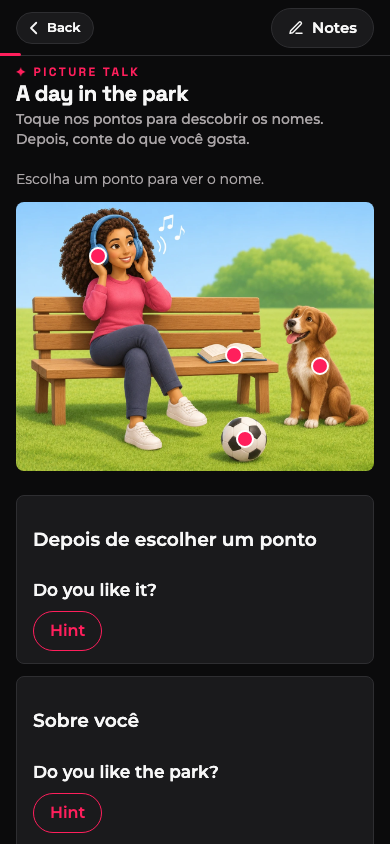 Back
Notes
PICTURE TALK
A day in the park
Toque nos pontos para descobrir os nomes.
Depois, conte do que você gosta.
Escolha um ponto para ver o nome.
Depois de escolher um ponto
Do you like it?
Hint
Sobre você
Do you like the park?
Hint